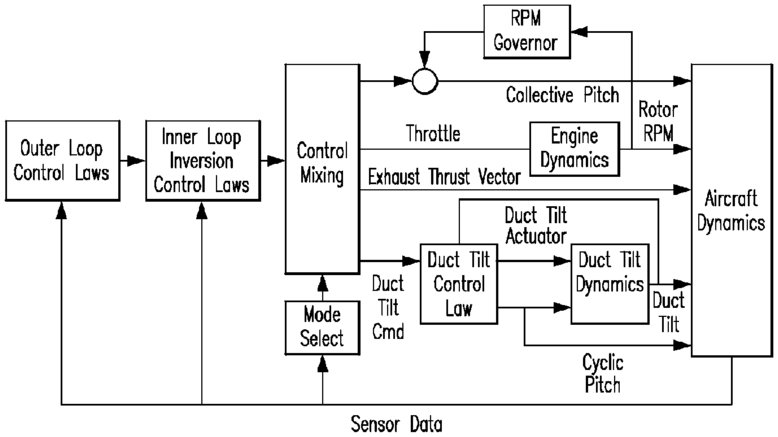 RPM
Governor
Collective Pitch
Rotor
RPM
Throttle
Engine
Dynamics
Outer Loop
Control Laws
Inner Loop
Inversion
Control Laws
Control
Mixing
Exhaust Thrust Vector
Aircraft
Dynamics
Duct Tilt
Actuator
Duct Tilt
Control
Law
Duct Tilt
Dynamics
Duct
Tilt
Cmd
Duct
Tilt
Mode
Select
Cyclic
Pitch
Sensor Data